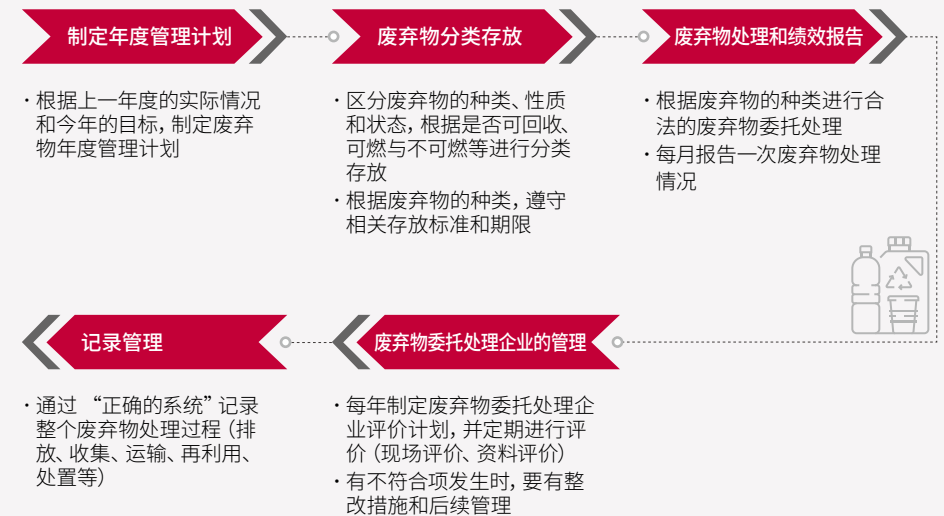 制定年度管理计划
・根据上一年度的实际情况
和今年的目标，制定废弃
物年度管理计划
废弃物分类存放
・区分废弃物的种类、性质
和状态，根据是否可回收、
可燃与不可燃等进行分类
存放
・根据废弃物的种类，遵守
相关存放标准和期限
废弃物处理和绩效报告
・根据废弃物的种类进行合
法的废弃物委托处理
・每月报告一次废弃物处理
情况
废弃物委托处理企业的管理
・每年制定废弃物委托处理企
业评价计划，并定期进行评
价（现场评价、资料评价）
・有不符合项发生时，要有整
改措施和后续管理
记录管理
・通过 “正确的系统” 记录
整个废弃物处理过程（排
放、收集、运输、再利用、
处置等）